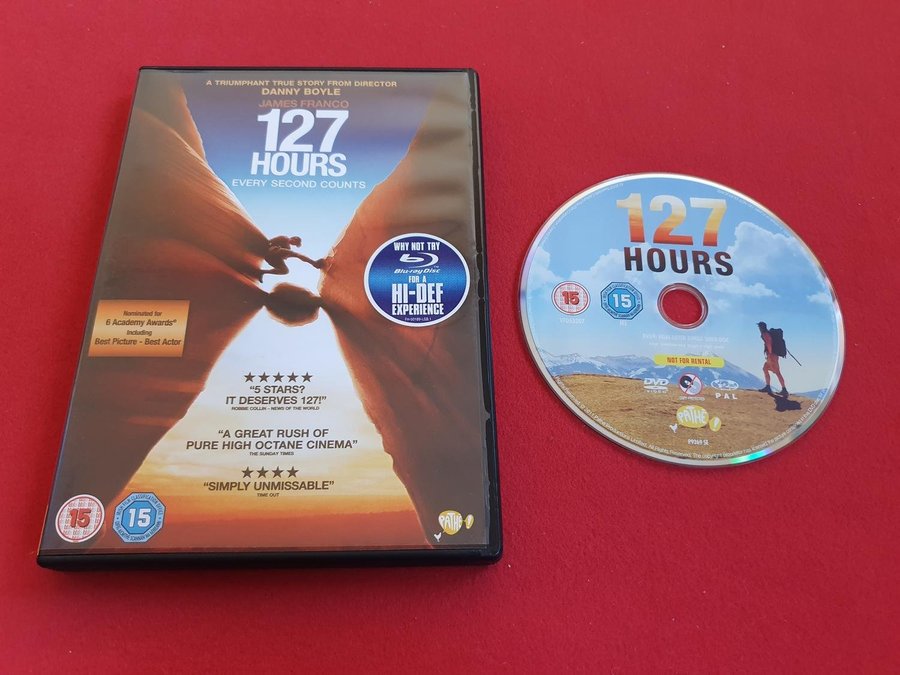 A TRIUMPHANT TRUE STORY FROM DIRECTOR
DANNY BOYLE
JAMES FRANCO
127
HOURS
EVERY SECOND COUNTS
WHY NOT TRY
Blu-ray Disc
FOR A
HI-DEF
EXPERIENCE
Nominated for
6 Academy Awards®
Including
Best Picture - Best Actor
"5 STARS?
IT DESERVES 127!"
ROBBIE COLLIN – NEWS OF THE WORLD
"A GREAT RUSH OF
PURE HIGH OCTANE CINEMA"
THE SUNDAY TIMES
"SIMPLY UNMISSABLE"
TIME OUT
15
15
PATHE!
127
HOURS
15
15
NOT FOR RENTAL
DVD
VIDEO
COPY PROTECTED
PAL
PATHE!